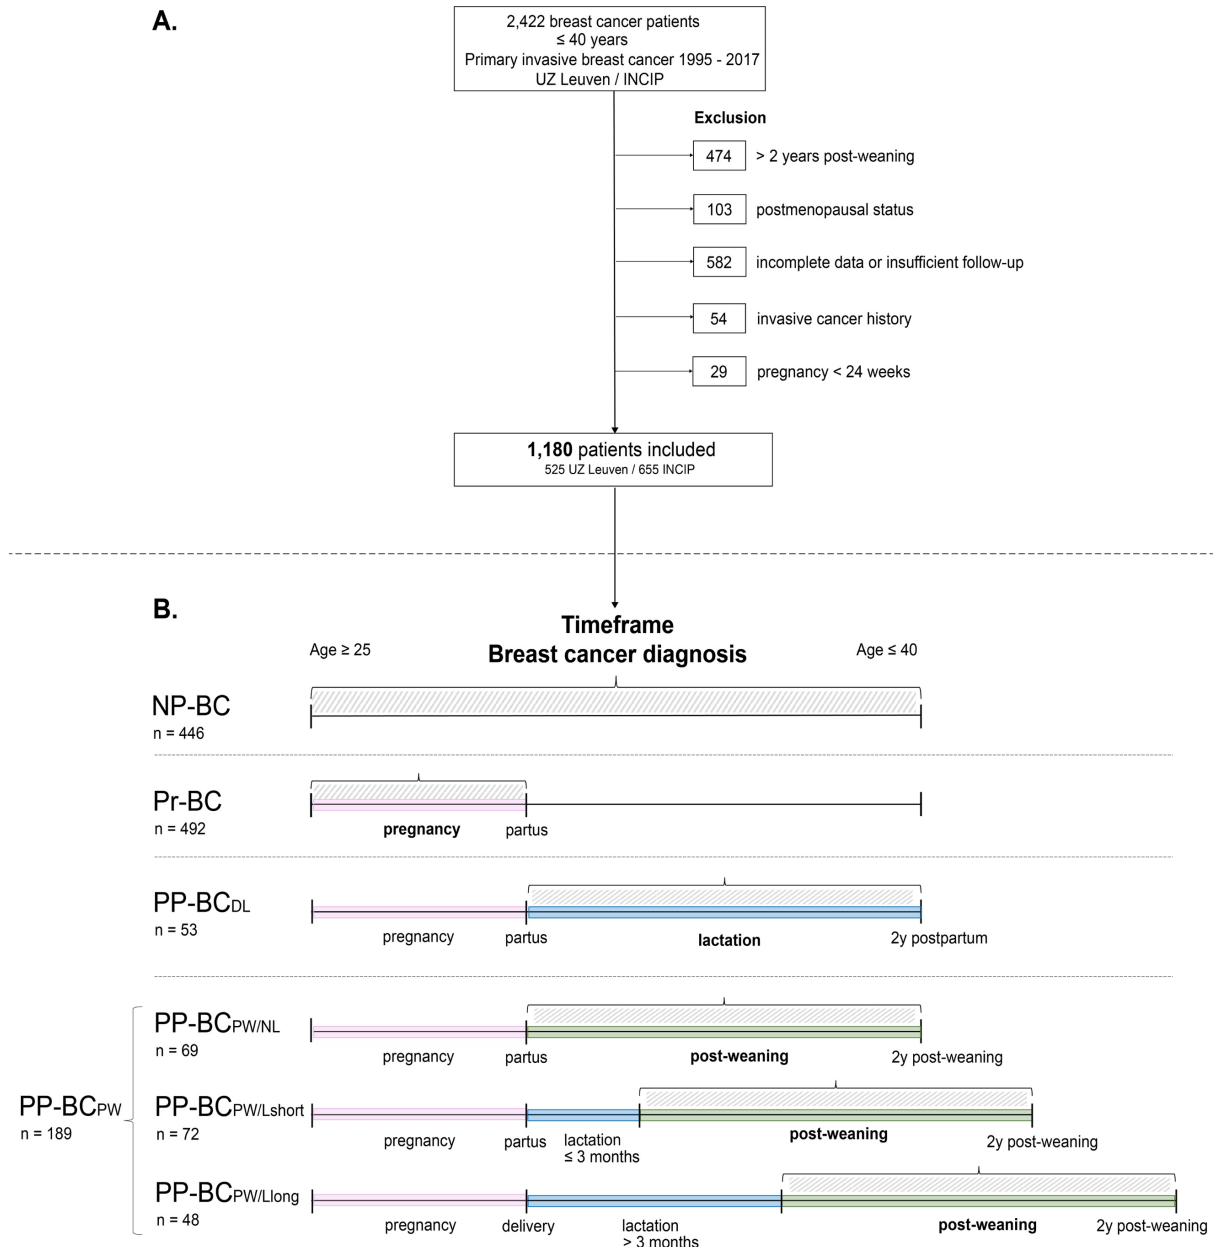 A.
2,422 breast cancer patients
≤ 40 years
Primary invasive breast cancer 1995 - 2017
UZ Leuven / INCIP
Exclusion
474 > 2 years post-weaning
103 postmenopausal status
582 incomplete data or insufficient follow-up
54 invasive cancer history
29 pregnancy < 24 weeks
1,180 patients included
525 UZ Leuven / 655 INCIP
B.
Timeframe
Breast cancer diagnosis
Age ≥ 25
Age ≤ 40
NP-BC
n = 446
Pr-BC
n = 492
pregnancy partus
PP-BCDL
n = 53
pregnancy partus lactation 2y postpartum
PP-BCPW
n = 189
PP-BCPW/NL
n = 69
pregnancy partus post-weaning 2y post-weaning
PP-BCPW/Lshort
n = 72
pregnancy partus lactation
≤ 3 months
post-weaning 2y post-weaning
PP-BCPW/Llong
n = 48
pregnancy delivery lactation
> 3 months
post-weaning 2y post-weaning